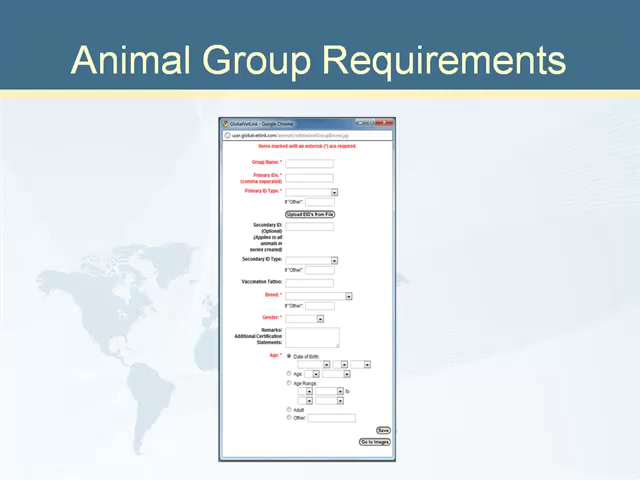 Animal Group Requirements
GlobalVetLink - Google Chrome
Items marked with an asterisk (*) are required.
Group Name: *
Primary IDs: *
(comma separated)
Primary ID Type: *
If "Other":
Upload EID's from File
Secondary ID:
(Optional)
(Applies to all
animals in
series created)
Secondary ID Type:
If "Other":
Vaccination Tattoo:
Breed: *
If "Other":
Gender: *
Remarks/
Additional Certification
Statements:
Age: * Date of Birth:
Age:
Age Range:
to
Adult
Other:
Save
Go to Images